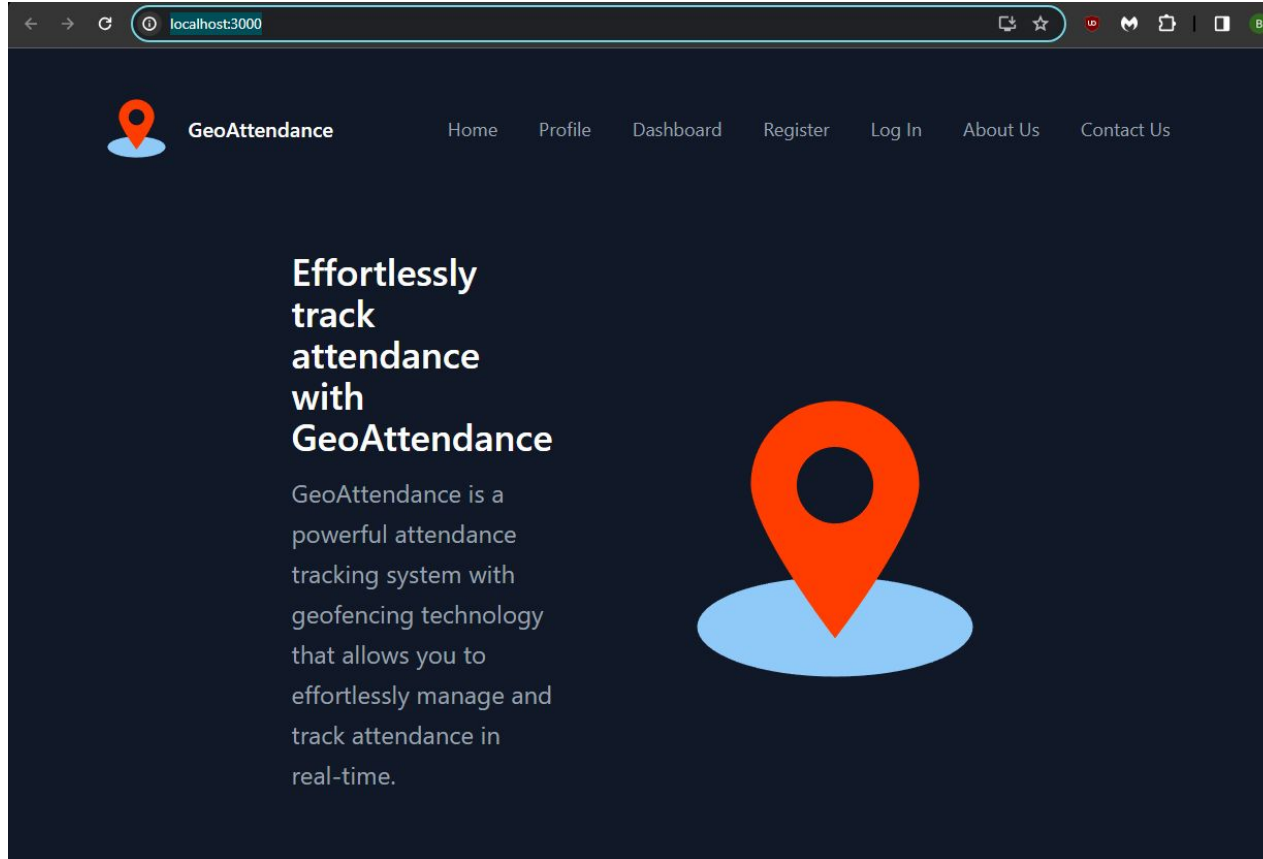 localhost:3000
GeoAttendance Home Profile Dashboard Register Log In About Us Contact Us
Effortlessly
track
attendance
with
GeoAttendance
GeoAttendance is a
powerful attendance
tracking system with
geofencing technology
that allows you to
effortlessly manage and
track attendance in
real-time.